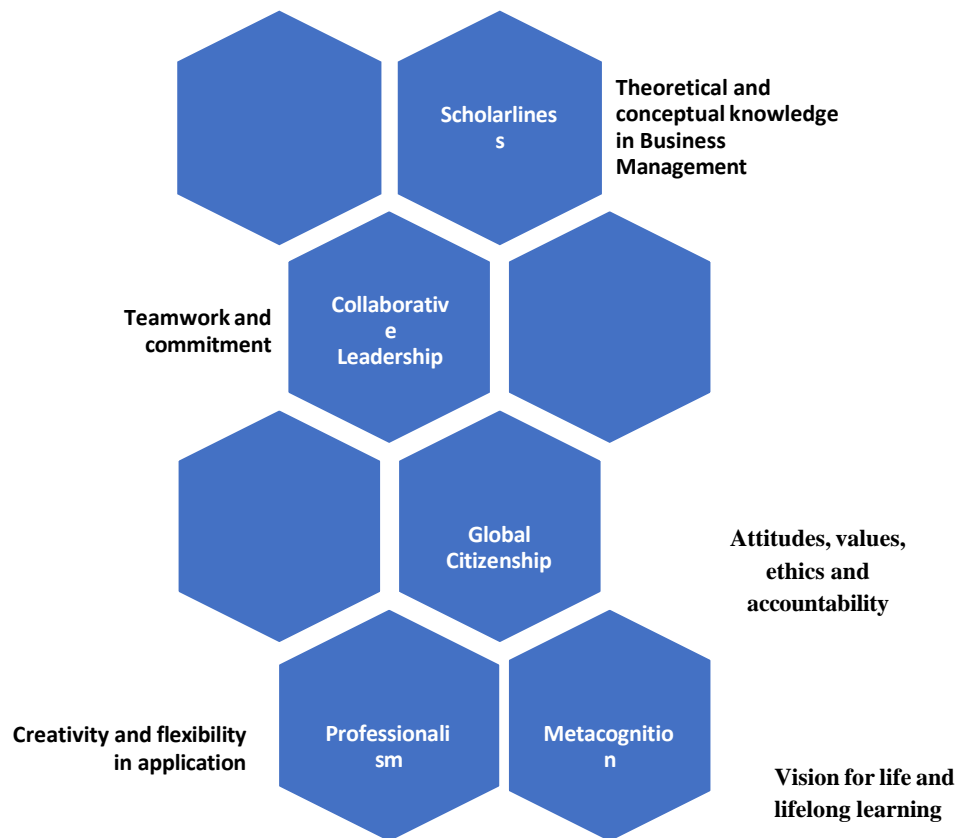 Scholarlines
s
Theoretical and
conceptual knowledge
in Business
Management
Teamwork and
commitment
Collaborativ
e
Leadership
Global
Citizenship
Attitudes, values,
ethics and
accountability
Creativity and flexibility
in application
Professionali
sm
Metacognitio
n
Vision for life and
lifelong learning